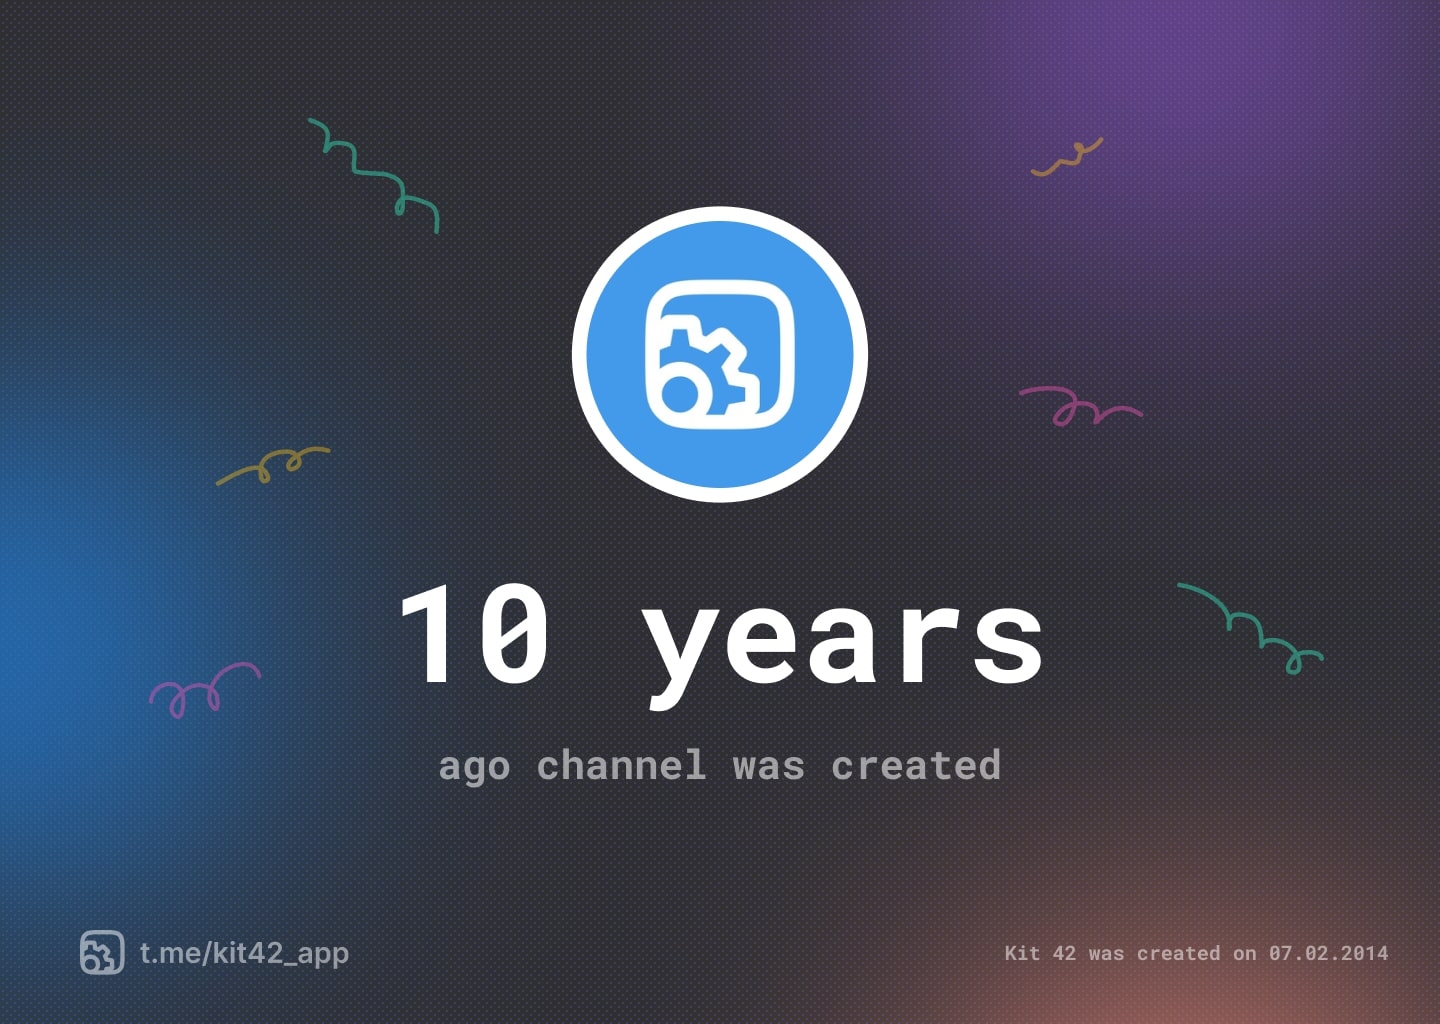 10 years
ago channel was created
t.me/kit42_app
Kit 42 was created on 07.02.2014